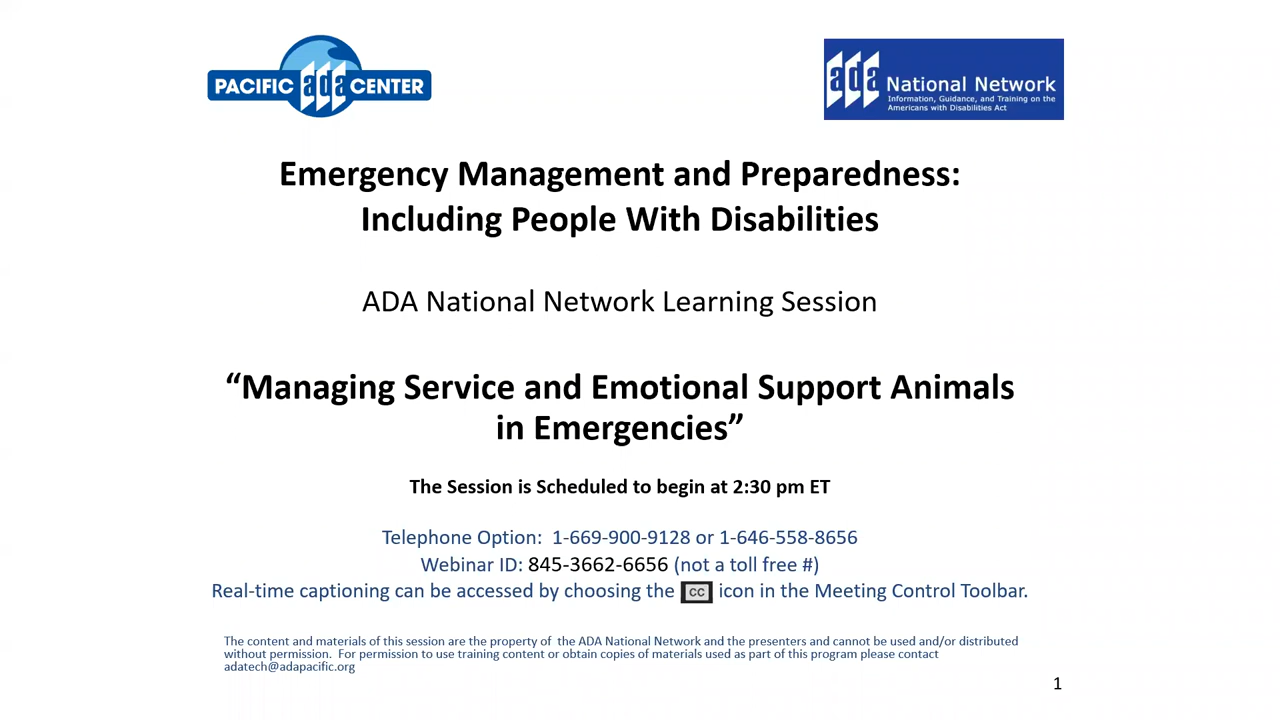 PACIFIC ada CENTER
ada National Network
Information, Guidance, and Training on the
Americans with Disabilities Act
Emergency Management and Preparedness:
Including People With Disabilities
ADA National Network Learning Session
“Managing Service and Emotional Support Animals
in Emergencies”
The Session is Scheduled to begin at 2:30 pm ET
Telephone Option:  1-669-900-9128 or 1-646-558-8656
Webinar ID: 845-3662-6656 (not a toll free #)
Real-time captioning can be accessed by choosing the CC icon in the Meeting Control Toolbar.
The content and materials of this session are the property of  the ADA National Network and the presenters and cannot be used and/or distributed
without permission.  For permission to use training content or obtain copies of materials used as part of this program please contact
adatech@adapacific.org
1